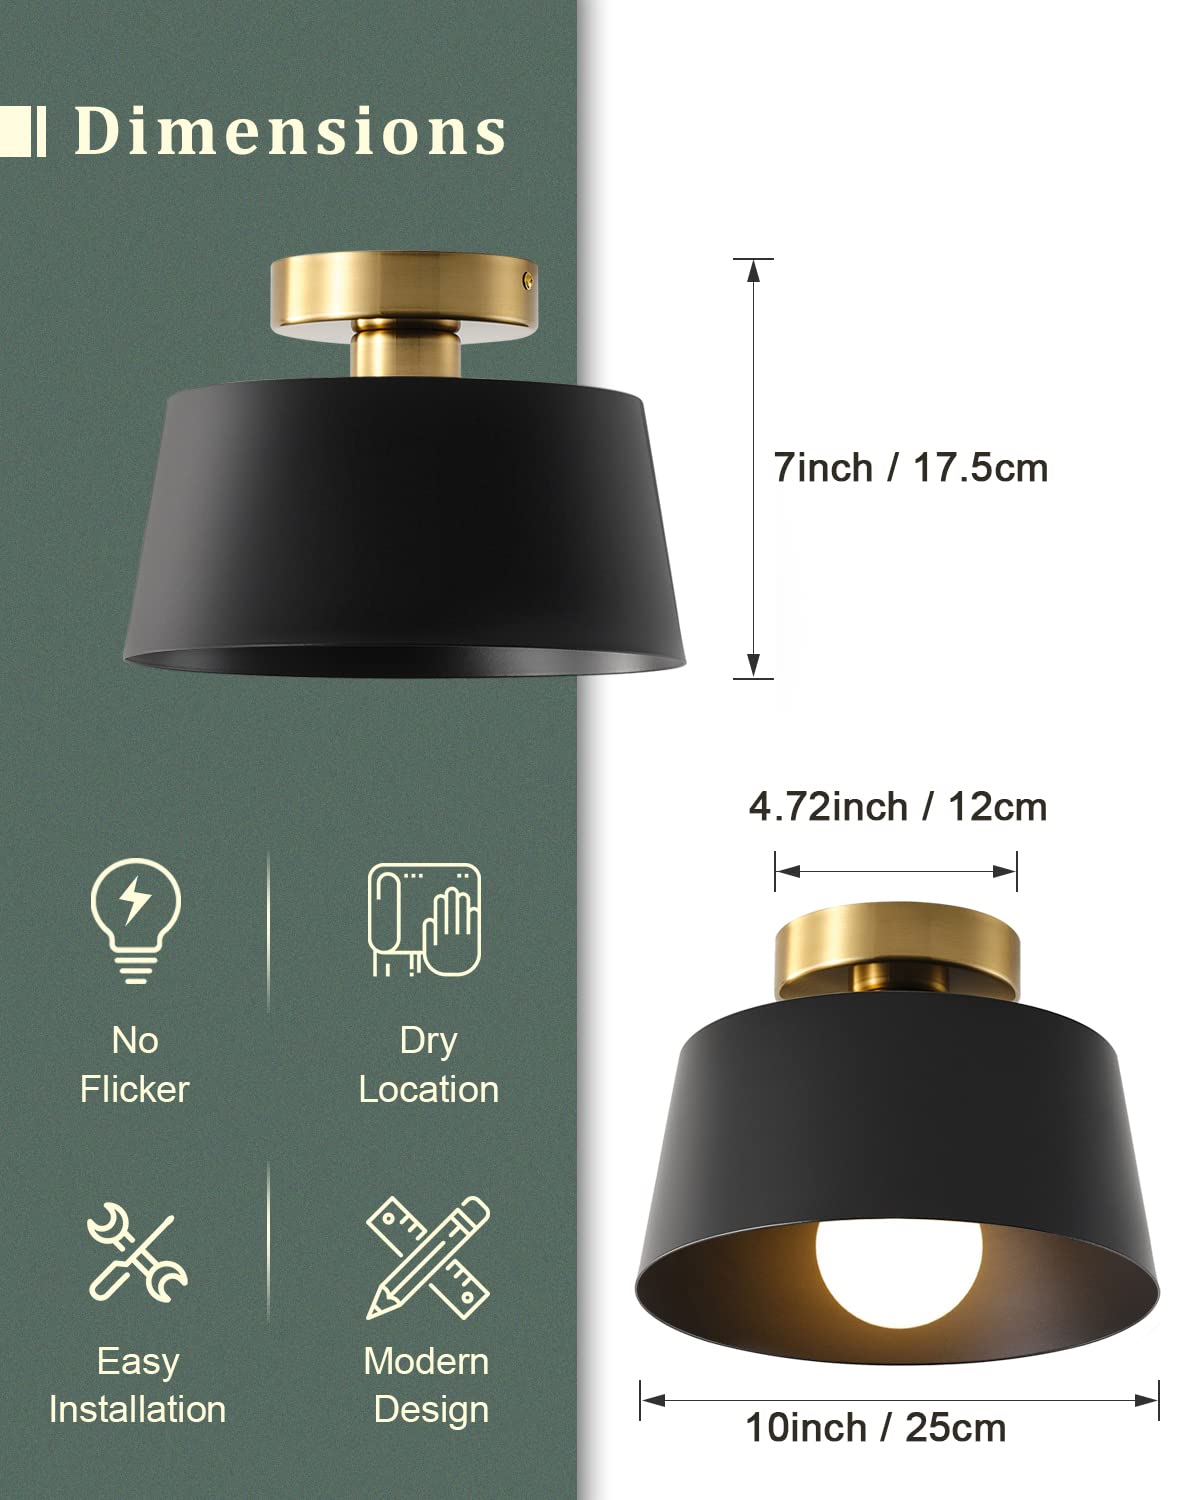 Dimensions
7inch / 17.5cm
4.72inch / 12cm
No
Flicker
Dry
Location
Easy
Installation
Modern
Design
10inch / 25cm